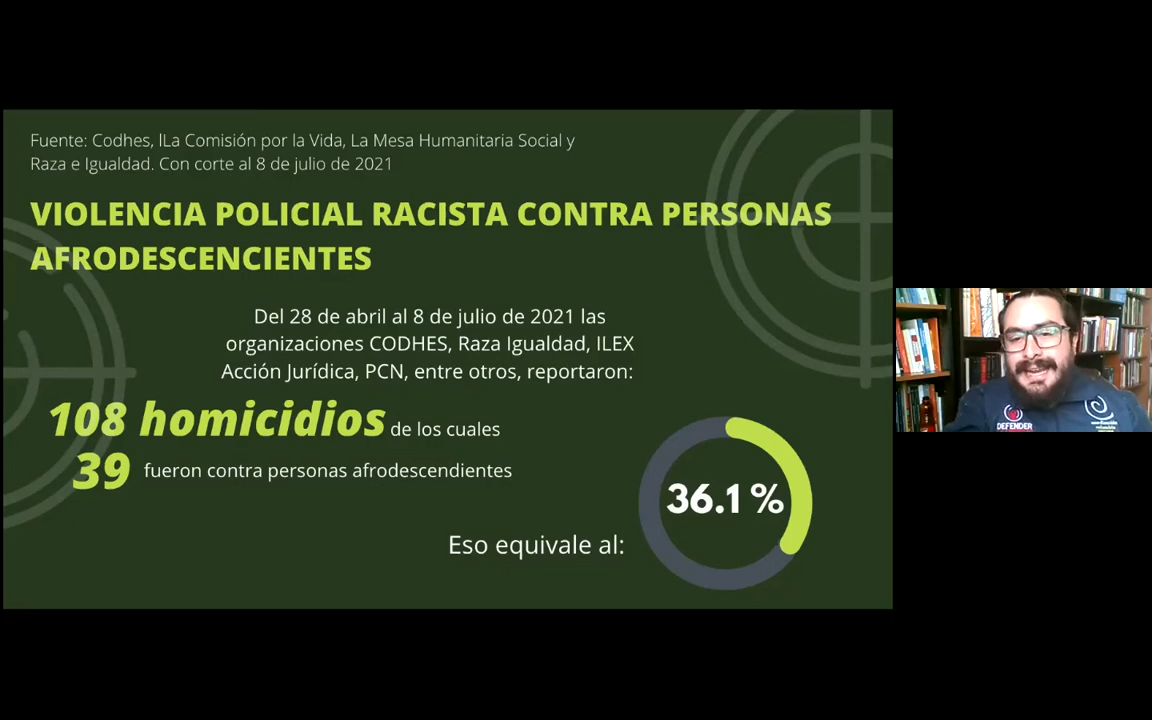 Fuente: Codhes, lLa Comisión por la Vida, La Mesa Humanitaria Social y
Raza e Igualdad. Con corte al 8 de julio de 2021
VIOLENCIA POLICIAL RACISTA CONTRA PERSONAS
AFRODESCENCIENTES
Del 28 de abril al 8 de julio de 2021 las
organizaciones CODHES, Raza Igualdad, ILEX
Acción Jurídica, PCN, entre otros, reportaron:
108 homicidios de los cuales
39 fueron contra personas afrodescendientes
Eso equivale al:
36.1 %
DEFENDER